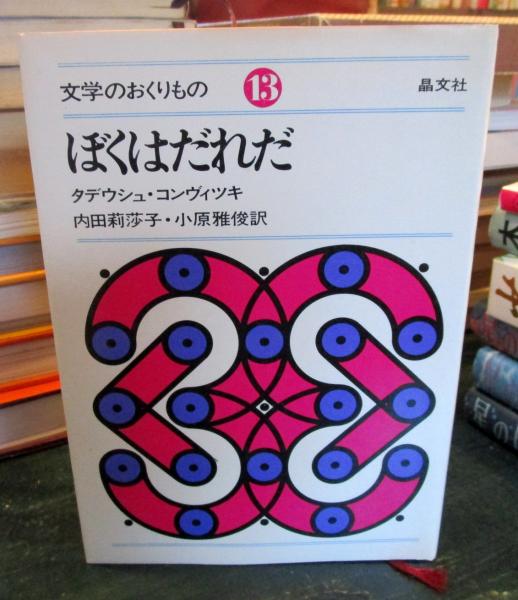 文学のおくりもの 13 晶文社
ぼくはだれだ
タデウシュ・コンヴィツキ
内田莉莎子・小原雅俊訳